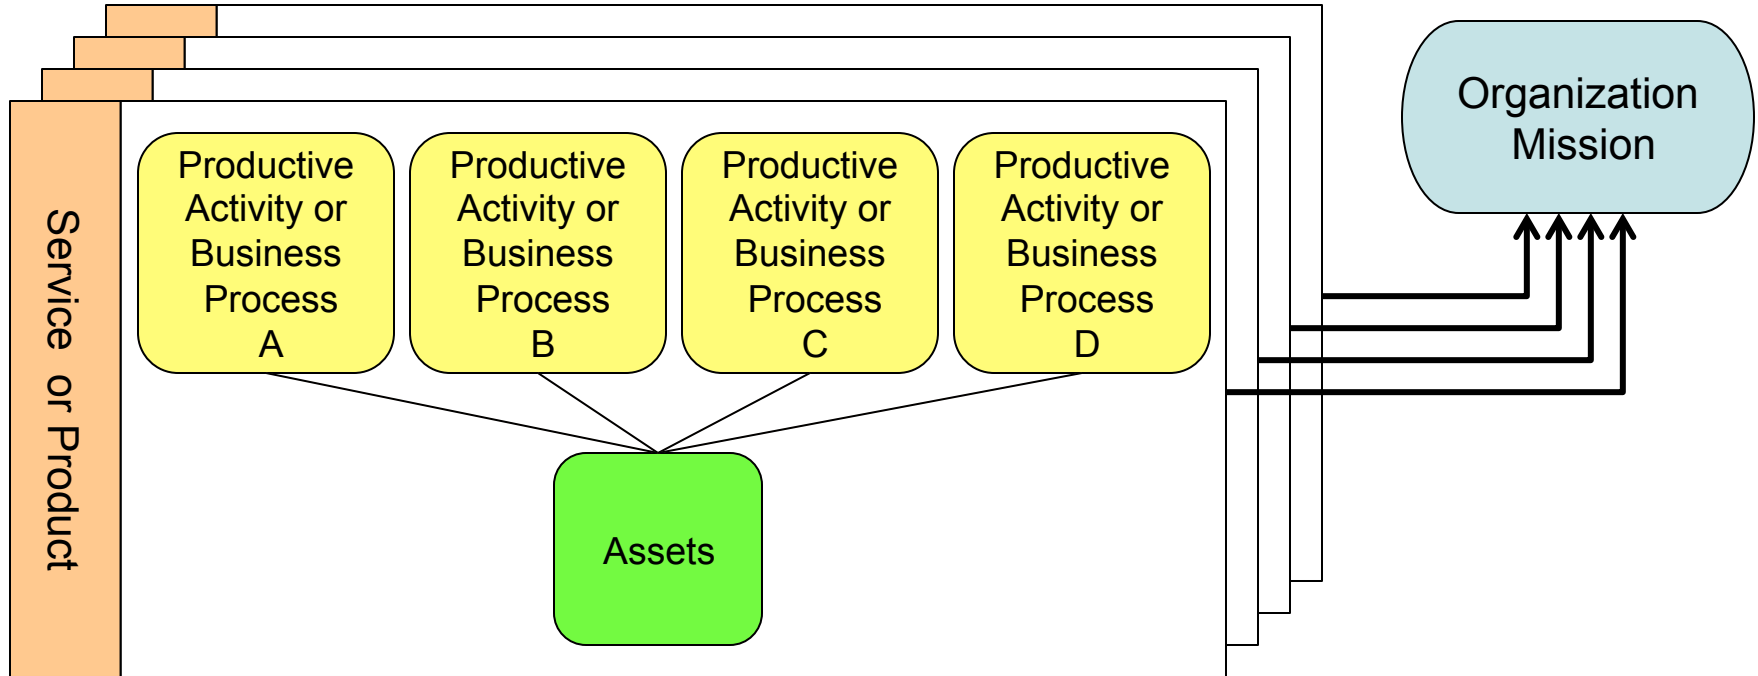 Service or Product
Productive
Activity or
Business
Process
A
Productive
Activity or
Business
Process
B
Productive
Activity or
Business
Process
C
Productive
Activity or
Business
Process
D
Assets
Organization
Mission